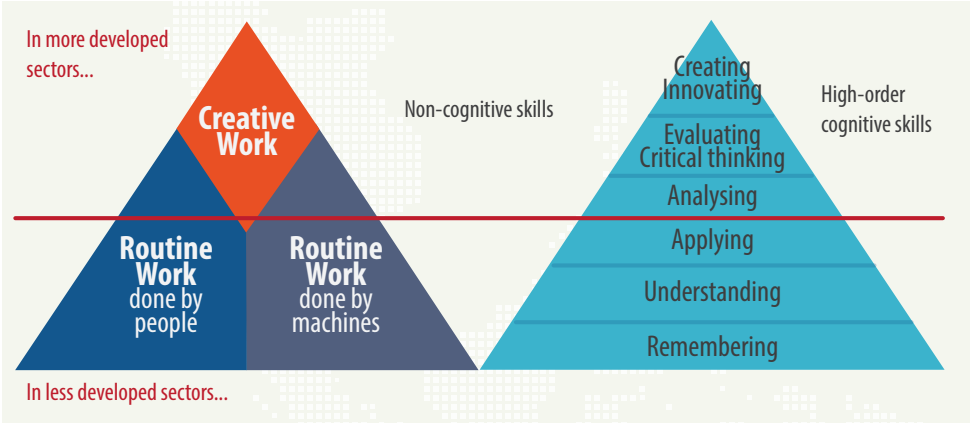 In more developed
sectors...
Creative
Work
Routine
Work
done by
people
Routine
Work
done by
machines
In less developed sectors...
Non-cognitive skills
Creating
Innovating
Evaluating
Critical thinking
Analysing
Applying
Understanding
Remembering
High-order
cognitive skills